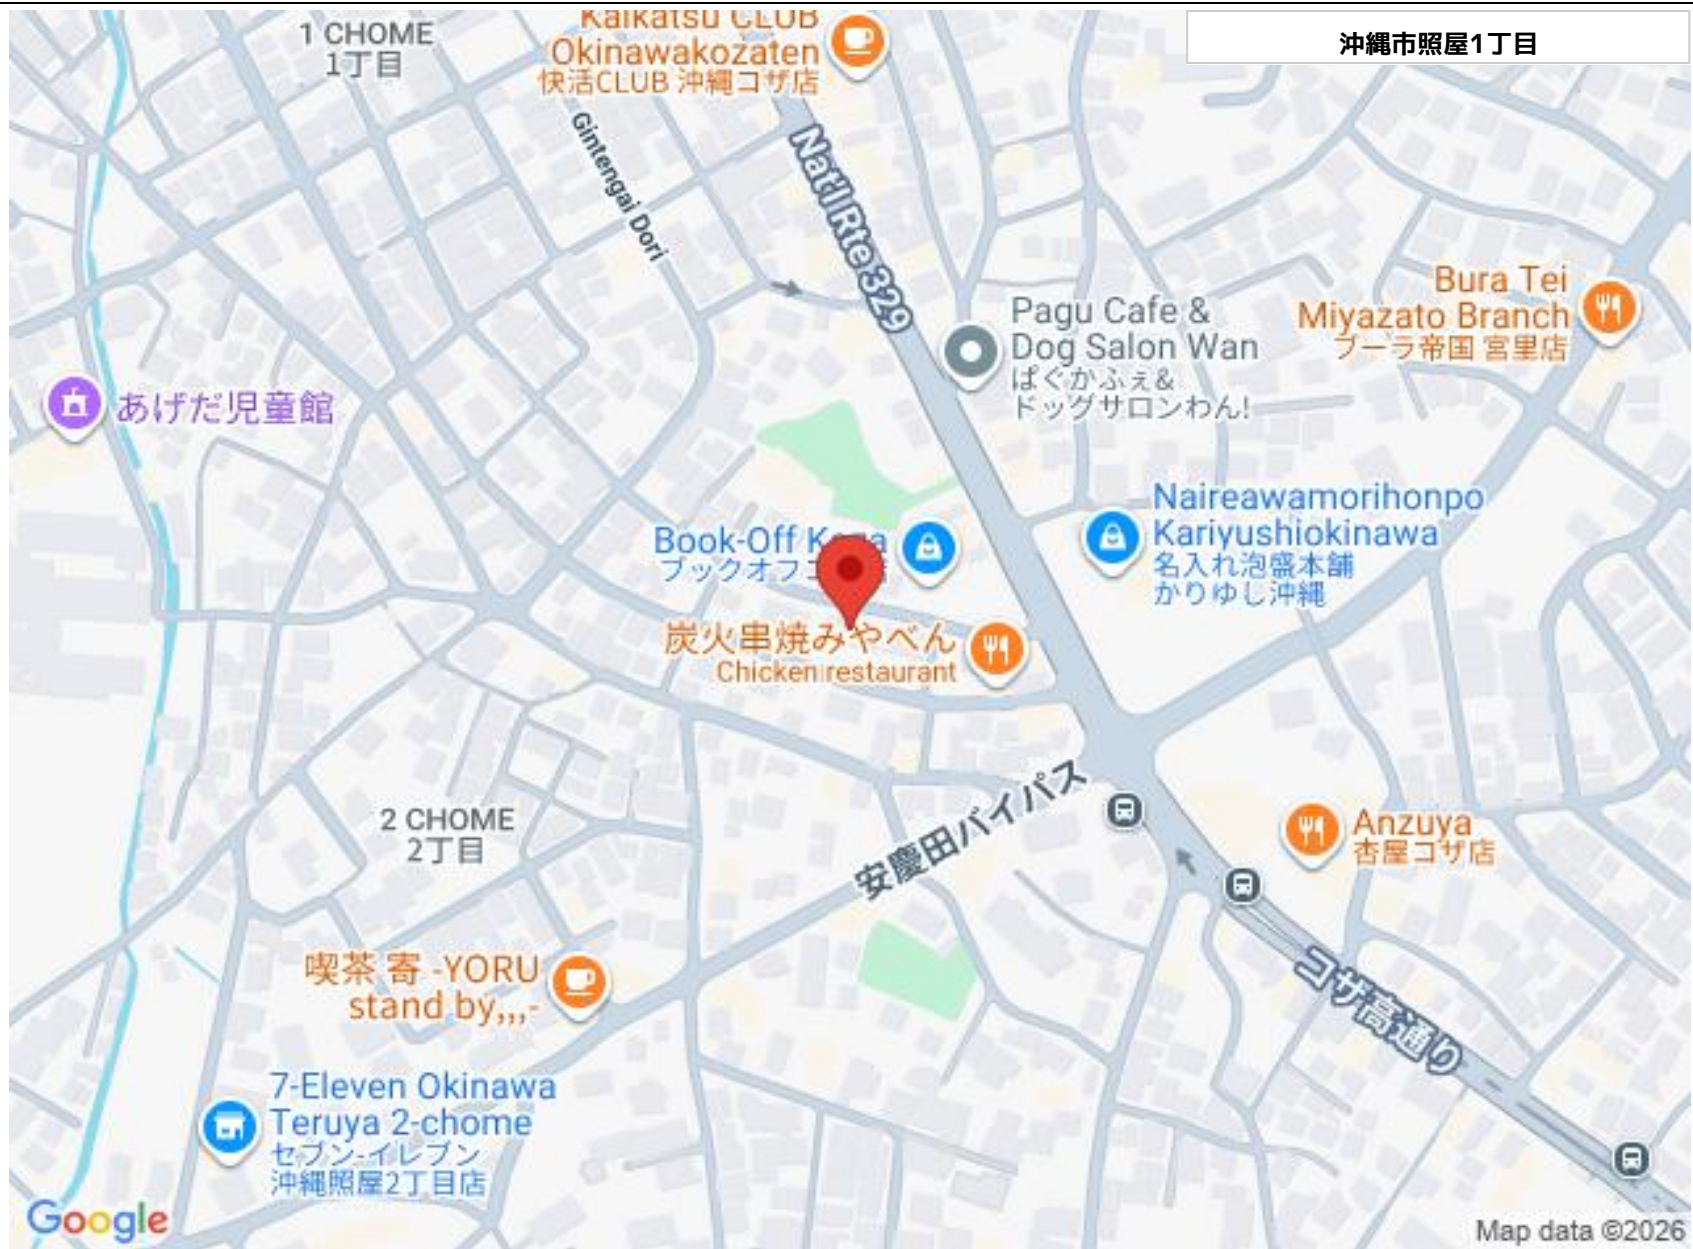 沖縄市照屋1丁目
1 CHOME
1丁目
Kaikatsu CLUB
Okinawakozaten
快活CLUB 沖縄コザ店
Gintengai Dori
Nat'l Rte 329
Bura Tei
Miyazato Branch
ブーラ帝国 宮里店
Pagu Cafe &
Dog Salon Wan
ぱぐかふぇ&
ドッグサロンわん!
あげだ児童館
Naireawamorihonpo
Kariyushiokinawa
名入れ泡盛本舗
かりゆし沖縄
Book-Off
ブックオフ
炭火串焼みやべん
Chicken restaurant
安慶田バイパス
2 CHOME
2丁目
Anzuya
杏屋コザ店
コザ高通り
喫茶 寄 -YORU
stand by,,,-
7-Eleven Okinawa
Teruya 2-chome
セブン-イレブン
沖縄照屋2丁目店
Google
Map data ©2026